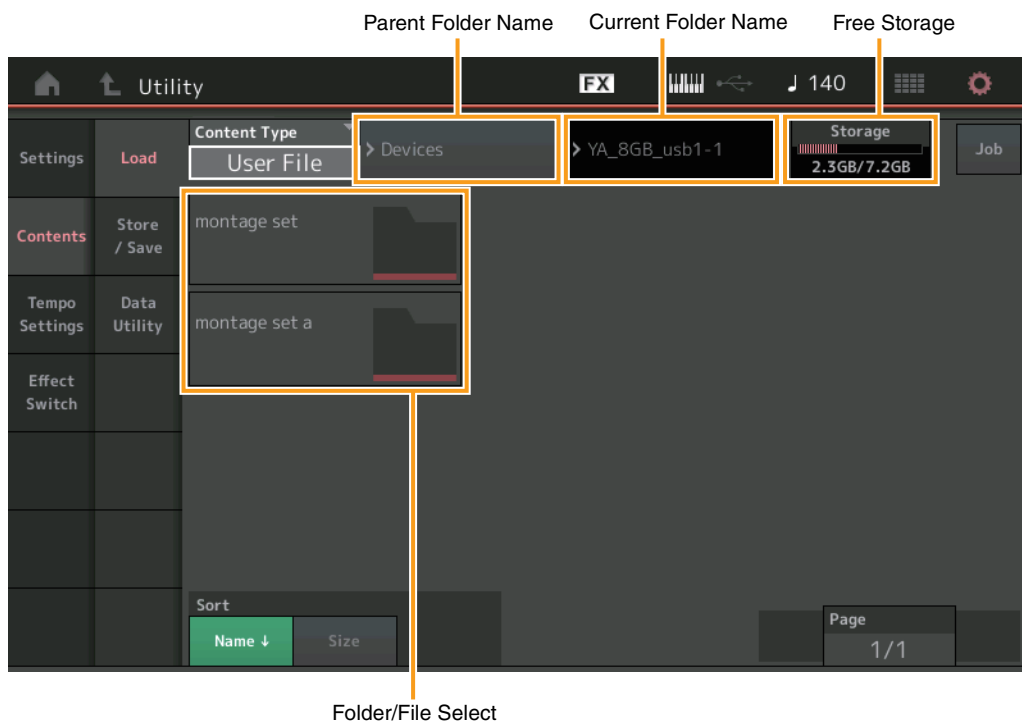 Parent Folder Name
Current Folder Name
Free Storage
Utility
FX
♩ 140
Settings
Load
Content Type
User File
> Devices
> YA_8GB_usb1-1
Storage
2.3GB/7.2GB
Job
Contents
Store
/ Save
montage set
Tempo
Settings
Data
Utility
montage set a
Effect
Switch
Sort
Name ↓
Size
Page
1/1
Folder/File Select